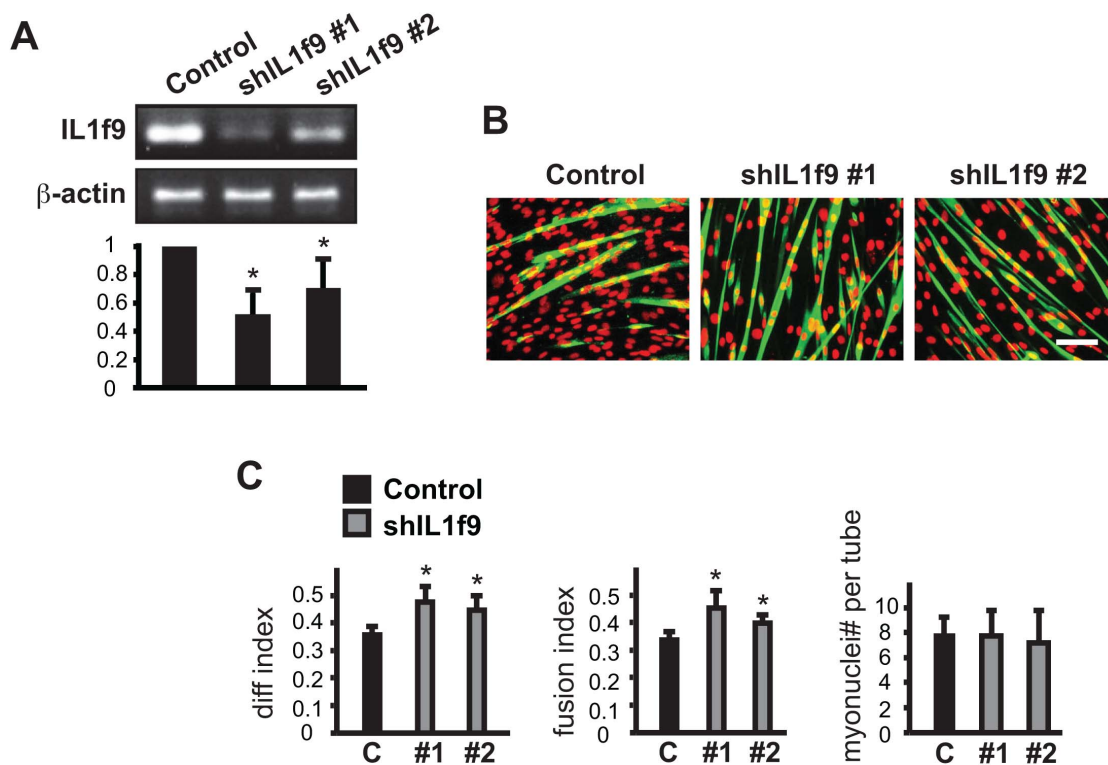 A
Control
shIL1f9 #1
shIL1f9 #2
IL1f9
β-actin
1
0.8
0.6
0.4
0.2
0
*
*
B
Control
shIL1f9 #1
shIL1f9 #2
C
Control
shIL1f9
diff index
0.5
0.4
0.3
0.2
0.1
0
*
*
C #1 #2
fusion index
0.5
0.4
0.3
0.2
0.1
0
*
*
C #1 #2
myonuclei# per tube
10
8
6
4
2
0
C #1 #2